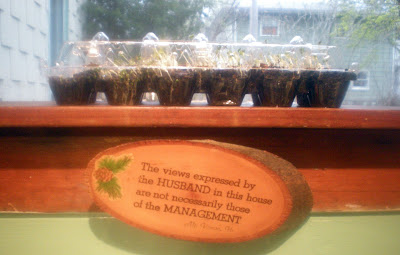 The views expressed by
the HUSBAND in this house
are not necessarily those
of the MANAGEMENT